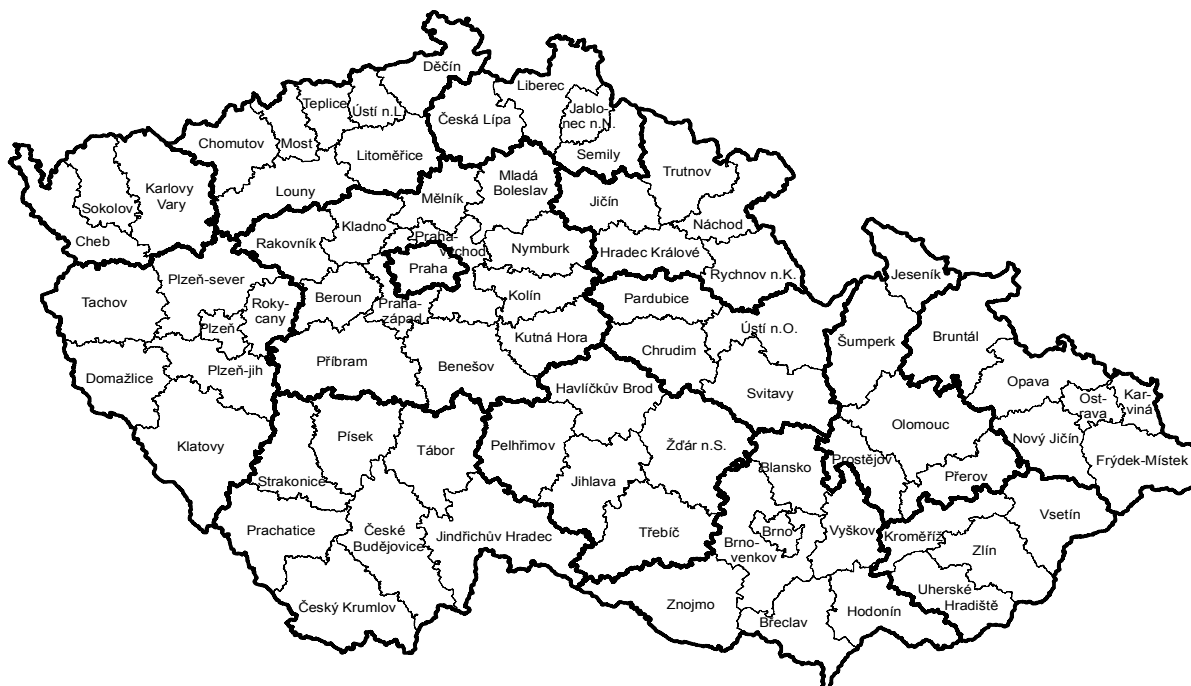 Děčín
Liberec
Teplice
Ústí n.L.
Česká Lípa
Jablo-
nec n.N.
Chomutov
Most
Litoměřice
Semily
Trutnov
Karlovy
Vary
Sokolov
Louny
Mělník
Mladá
Boleslav
Jičín
Cheb
Rakovník
Kladno
Praha-
východ
Nymburk
Hradec Králové
Náchod
Praha
Rychnov n.K.
Jeseník
Tachov
Plzeň-sever
Roky-
cany
Beroun
Praha-
západ
Kolín
Pardubice
Plzeň
Kutná Hora
Chrudim
Ústí n.O.
Šumperk
Bruntál
Domažlice
Plzeň-jih
Příbram
Benešov
Havlíčkův Brod
Svitavy
Opava
Ost-
rava
Kar-
viná
Klatovy
Písek
Tábor
Pelhřimov
Žďár n.S.
Olomouc
Nový Jičín
Frýdek-Místek
Strakonice
Jihlava
Blansko
Prostějov
Přerov
Prachatice
České
Budějovice
Jindřichův Hradec
Třebíč
Brno-
venkov
Brno
Vyškov
Kroměříž
Vsetín
Zlín
Český Krumlov
Znojmo
Břeclav
Hodonín
Uherské
Hradiště